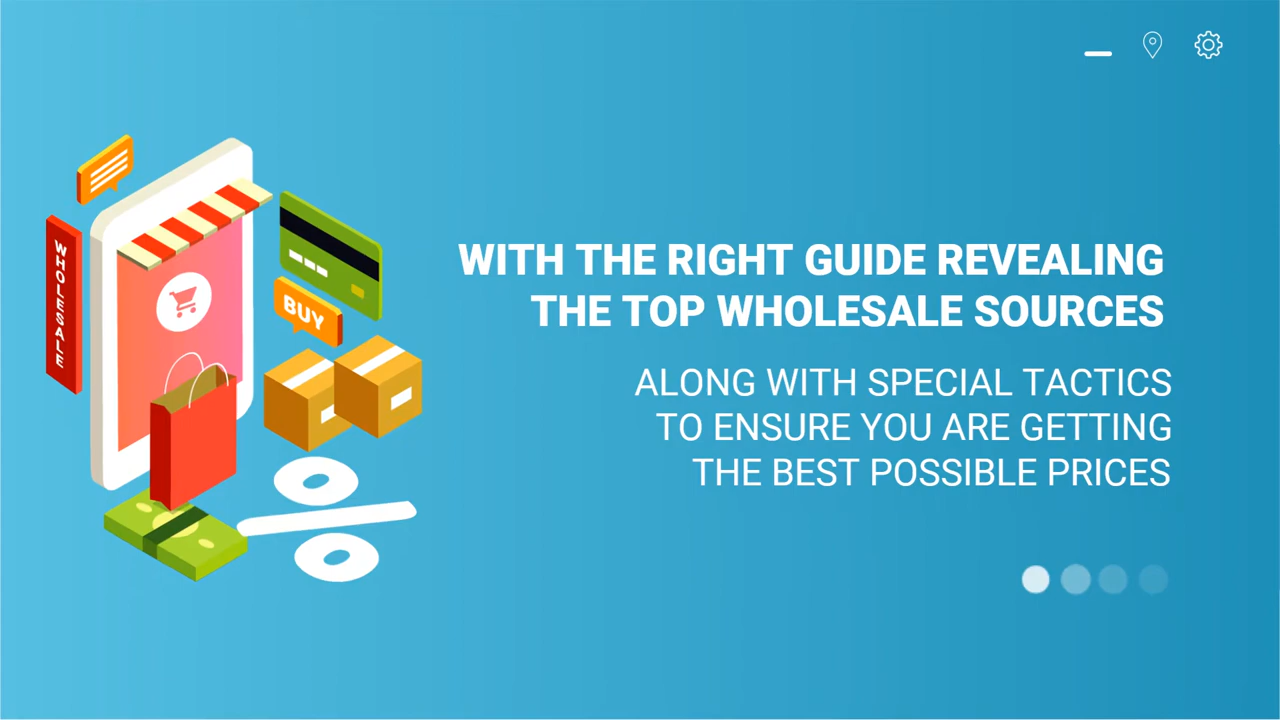 WHOLESALE
BUY
WITH THE RIGHT GUIDE REVEALING
THE TOP WHOLESALE SOURCES
ALONG WITH SPECIAL TACTICS
TO ENSURE YOU ARE GETTING
THE BEST POSSIBLE PRICES